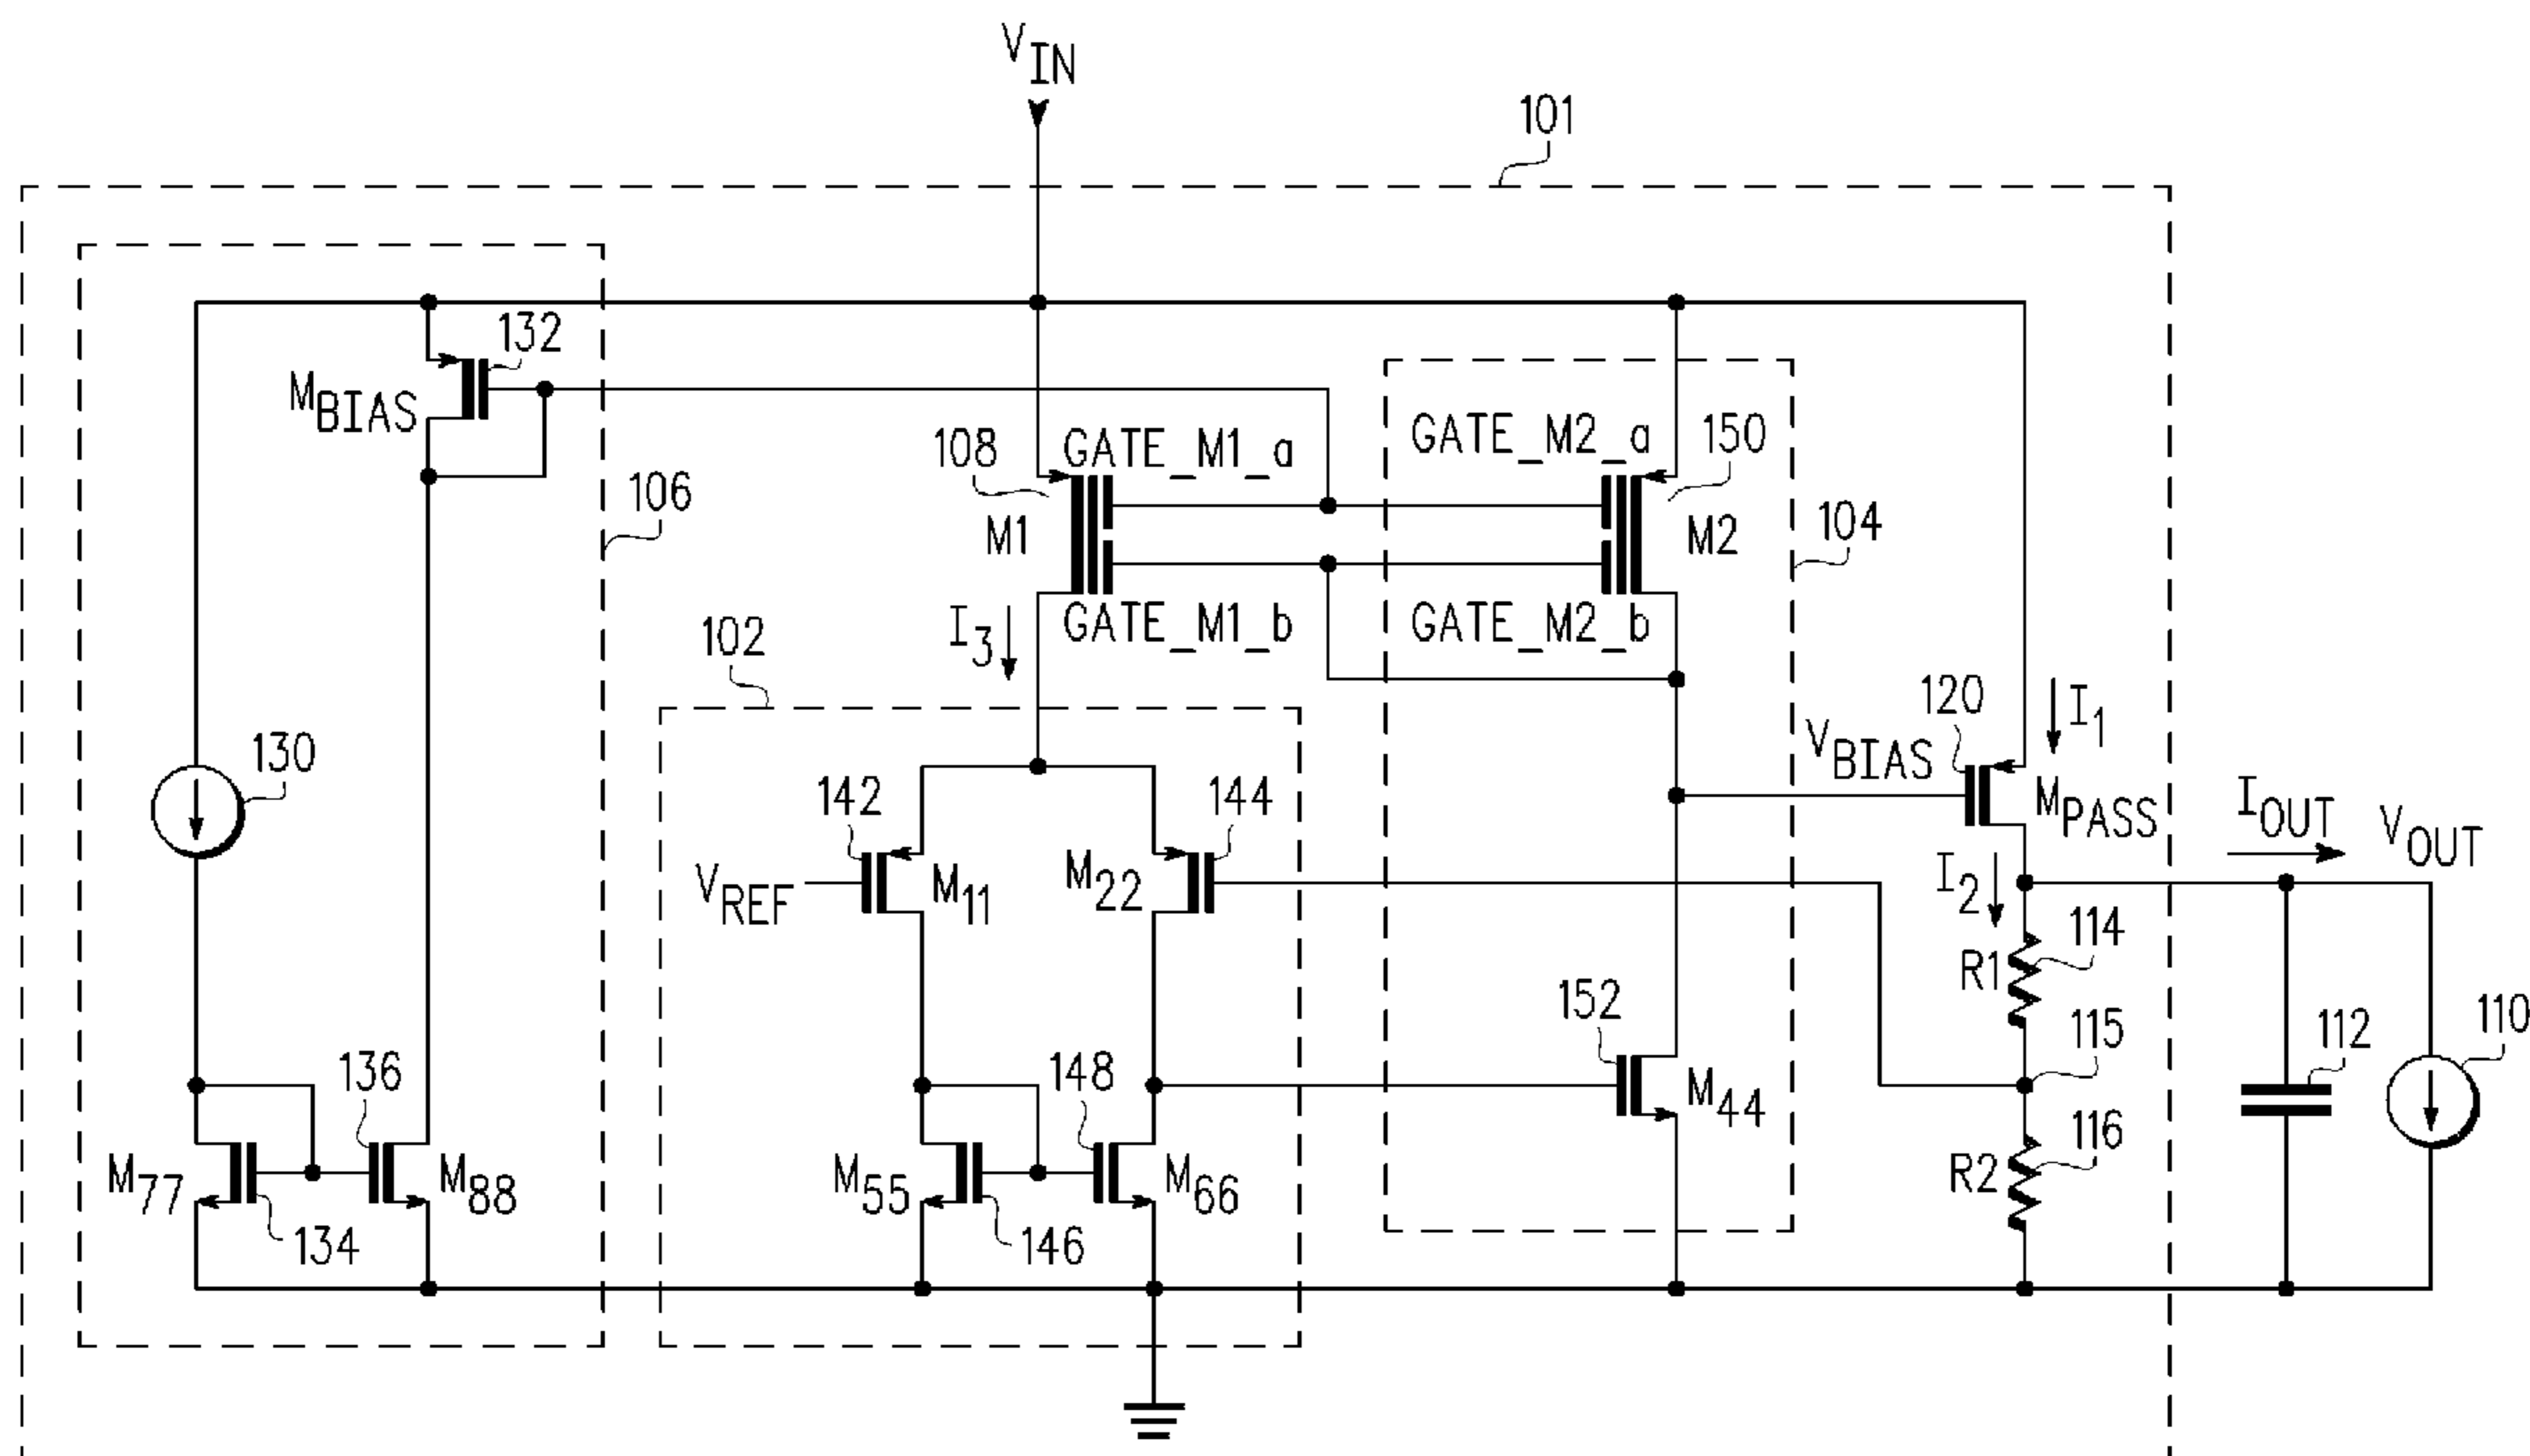 VIN
101
132
MBIAS
106
108
GATE_M1_a
GATE_M2_a
150
M1
M2
104
I3
GATE_M1_b
GATE_M2_b
102
130
120
I1
VBIAS
MPASS
142
144
IOUT
VOUT
VREF
M11
M22
I2
114
R1
152
115
112
110
136
148
M44
116
M77
M88
M55
M66
R2
134
146